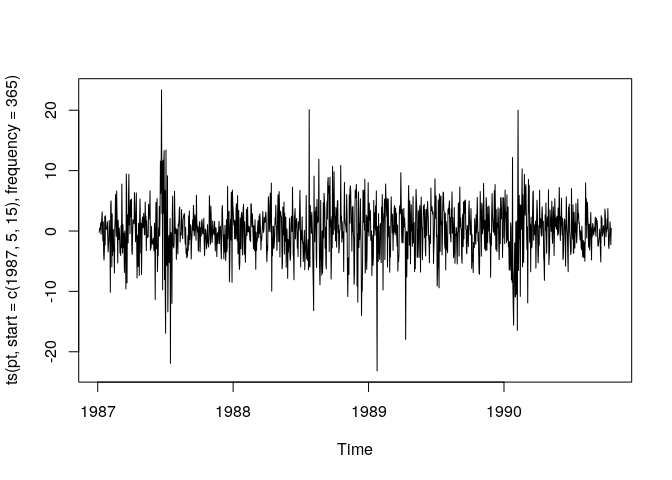 ts(pt, start = c(1987, 5, 15), frequency = 365)
20
10
0
-10
-20
1987 1988 1989 1990
Time